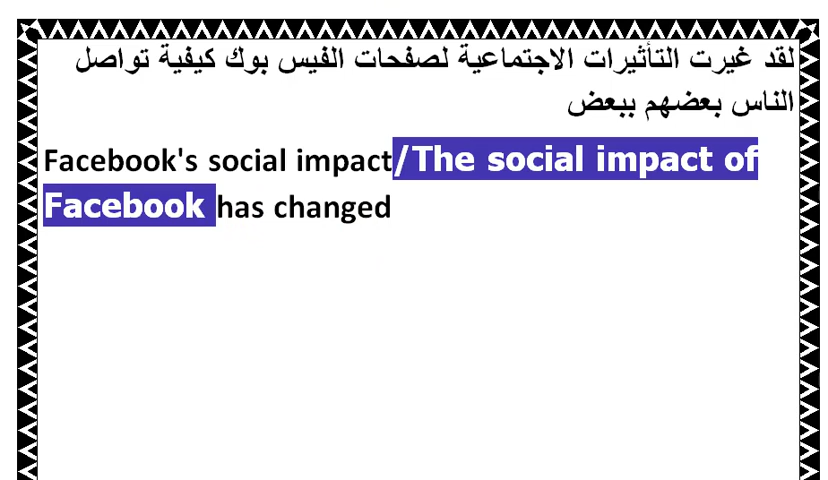 لقد غيرت التأثيرات الاجتماعية لصفحات الفيس بوك كيفية تواصل
الناس بعضهم ببعض
Facebook's social impact/The social impact of
Facebook has changed